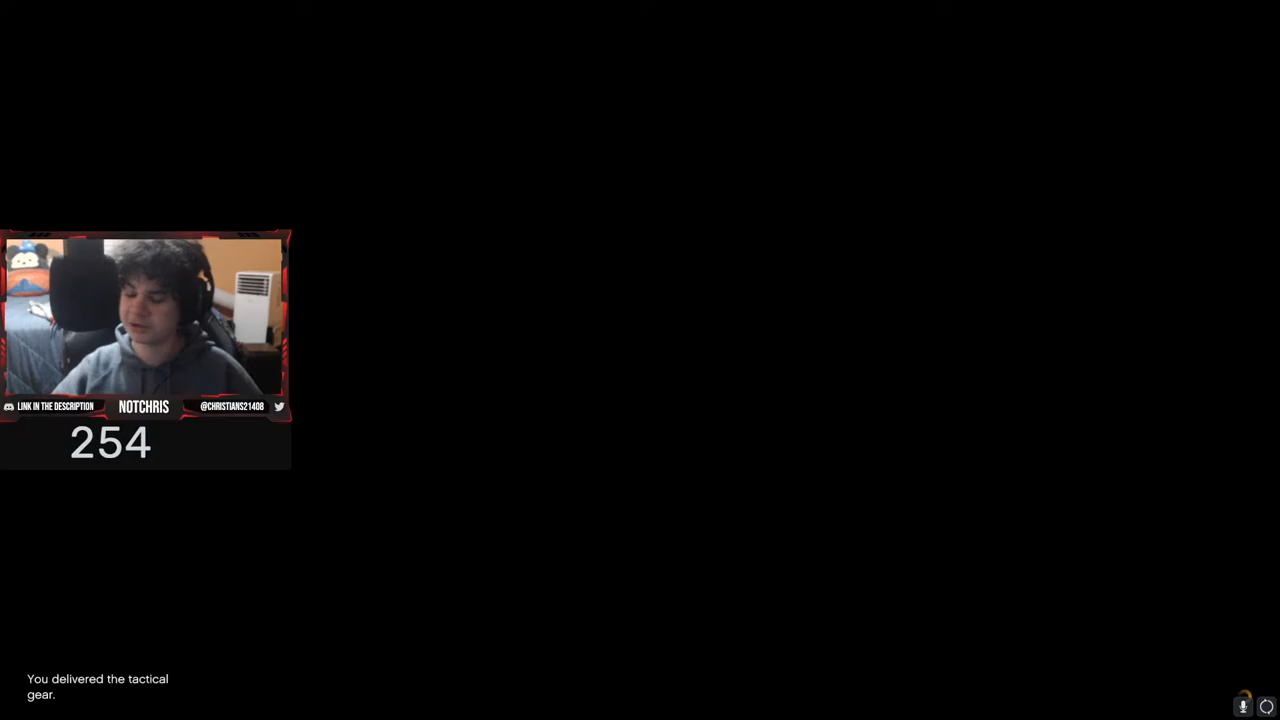 LINK IN THE DESCRIPTION
NOTCHRIS
@CHRISTIANS21408
254
You delivered the tactical
gear.